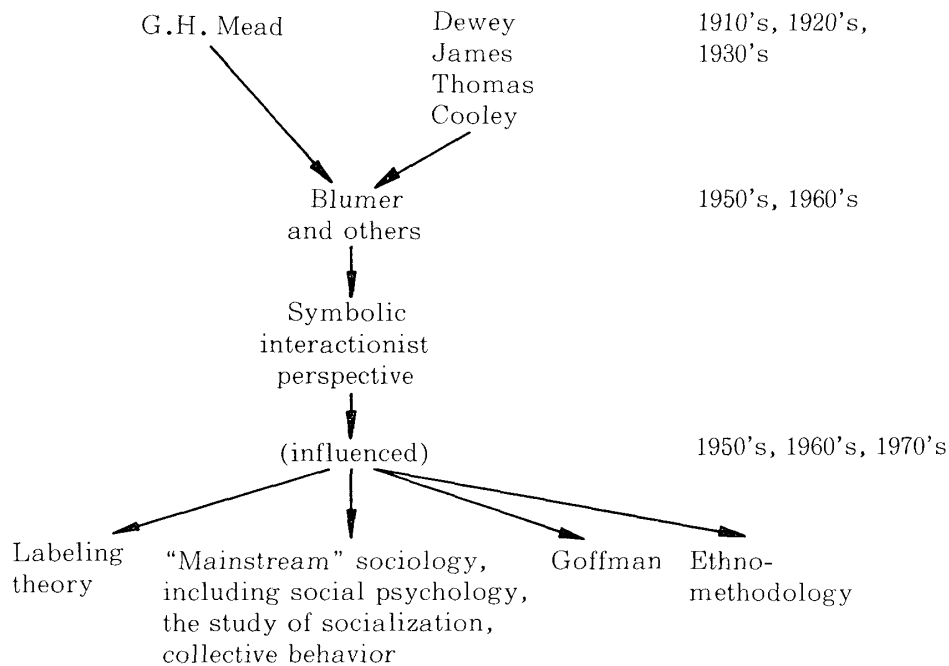 G.H. Mead
Dewey
James
Thomas
Cooley
1910's, 1920's,
1930's
Blumer
and others
1950's, 1960's
Symbolic
interactionist
perspective
(influenced)
1950's, 1960's, 1970's
Labeling
theory
“Mainstream” sociology,
including social psychology,
the study of socialization,
collective behavior
Goffman
Ethno-
methodology